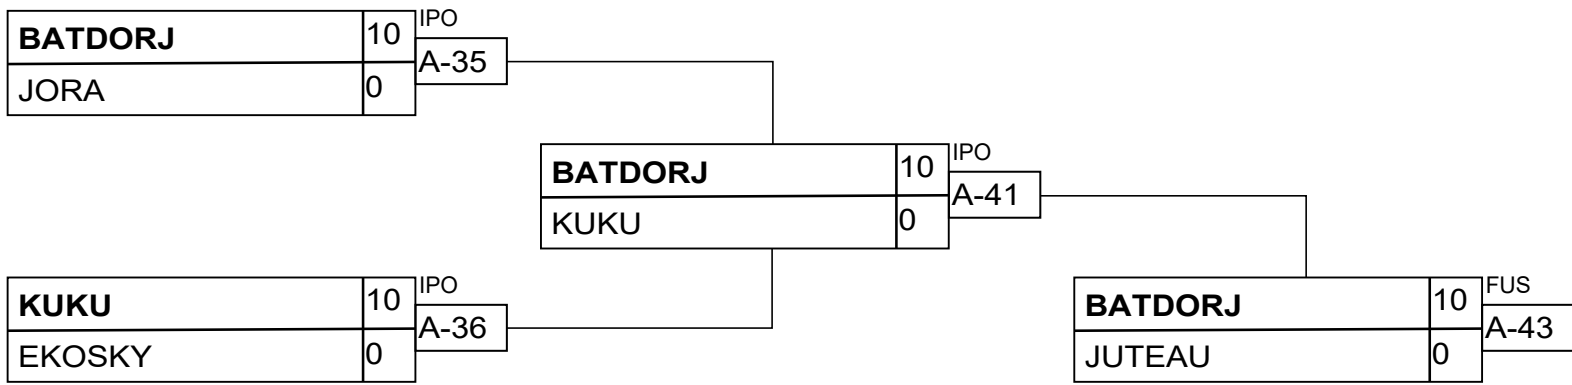 BATDORJ 10 IPO
A-35
JORA 0
BATDORJ 10 IPO
A-41
KUKU 0
KUKU 10 IPO
A-36
EKOSKY 0
BATDORJ 10 FUS
A-43
JUTEAU 0